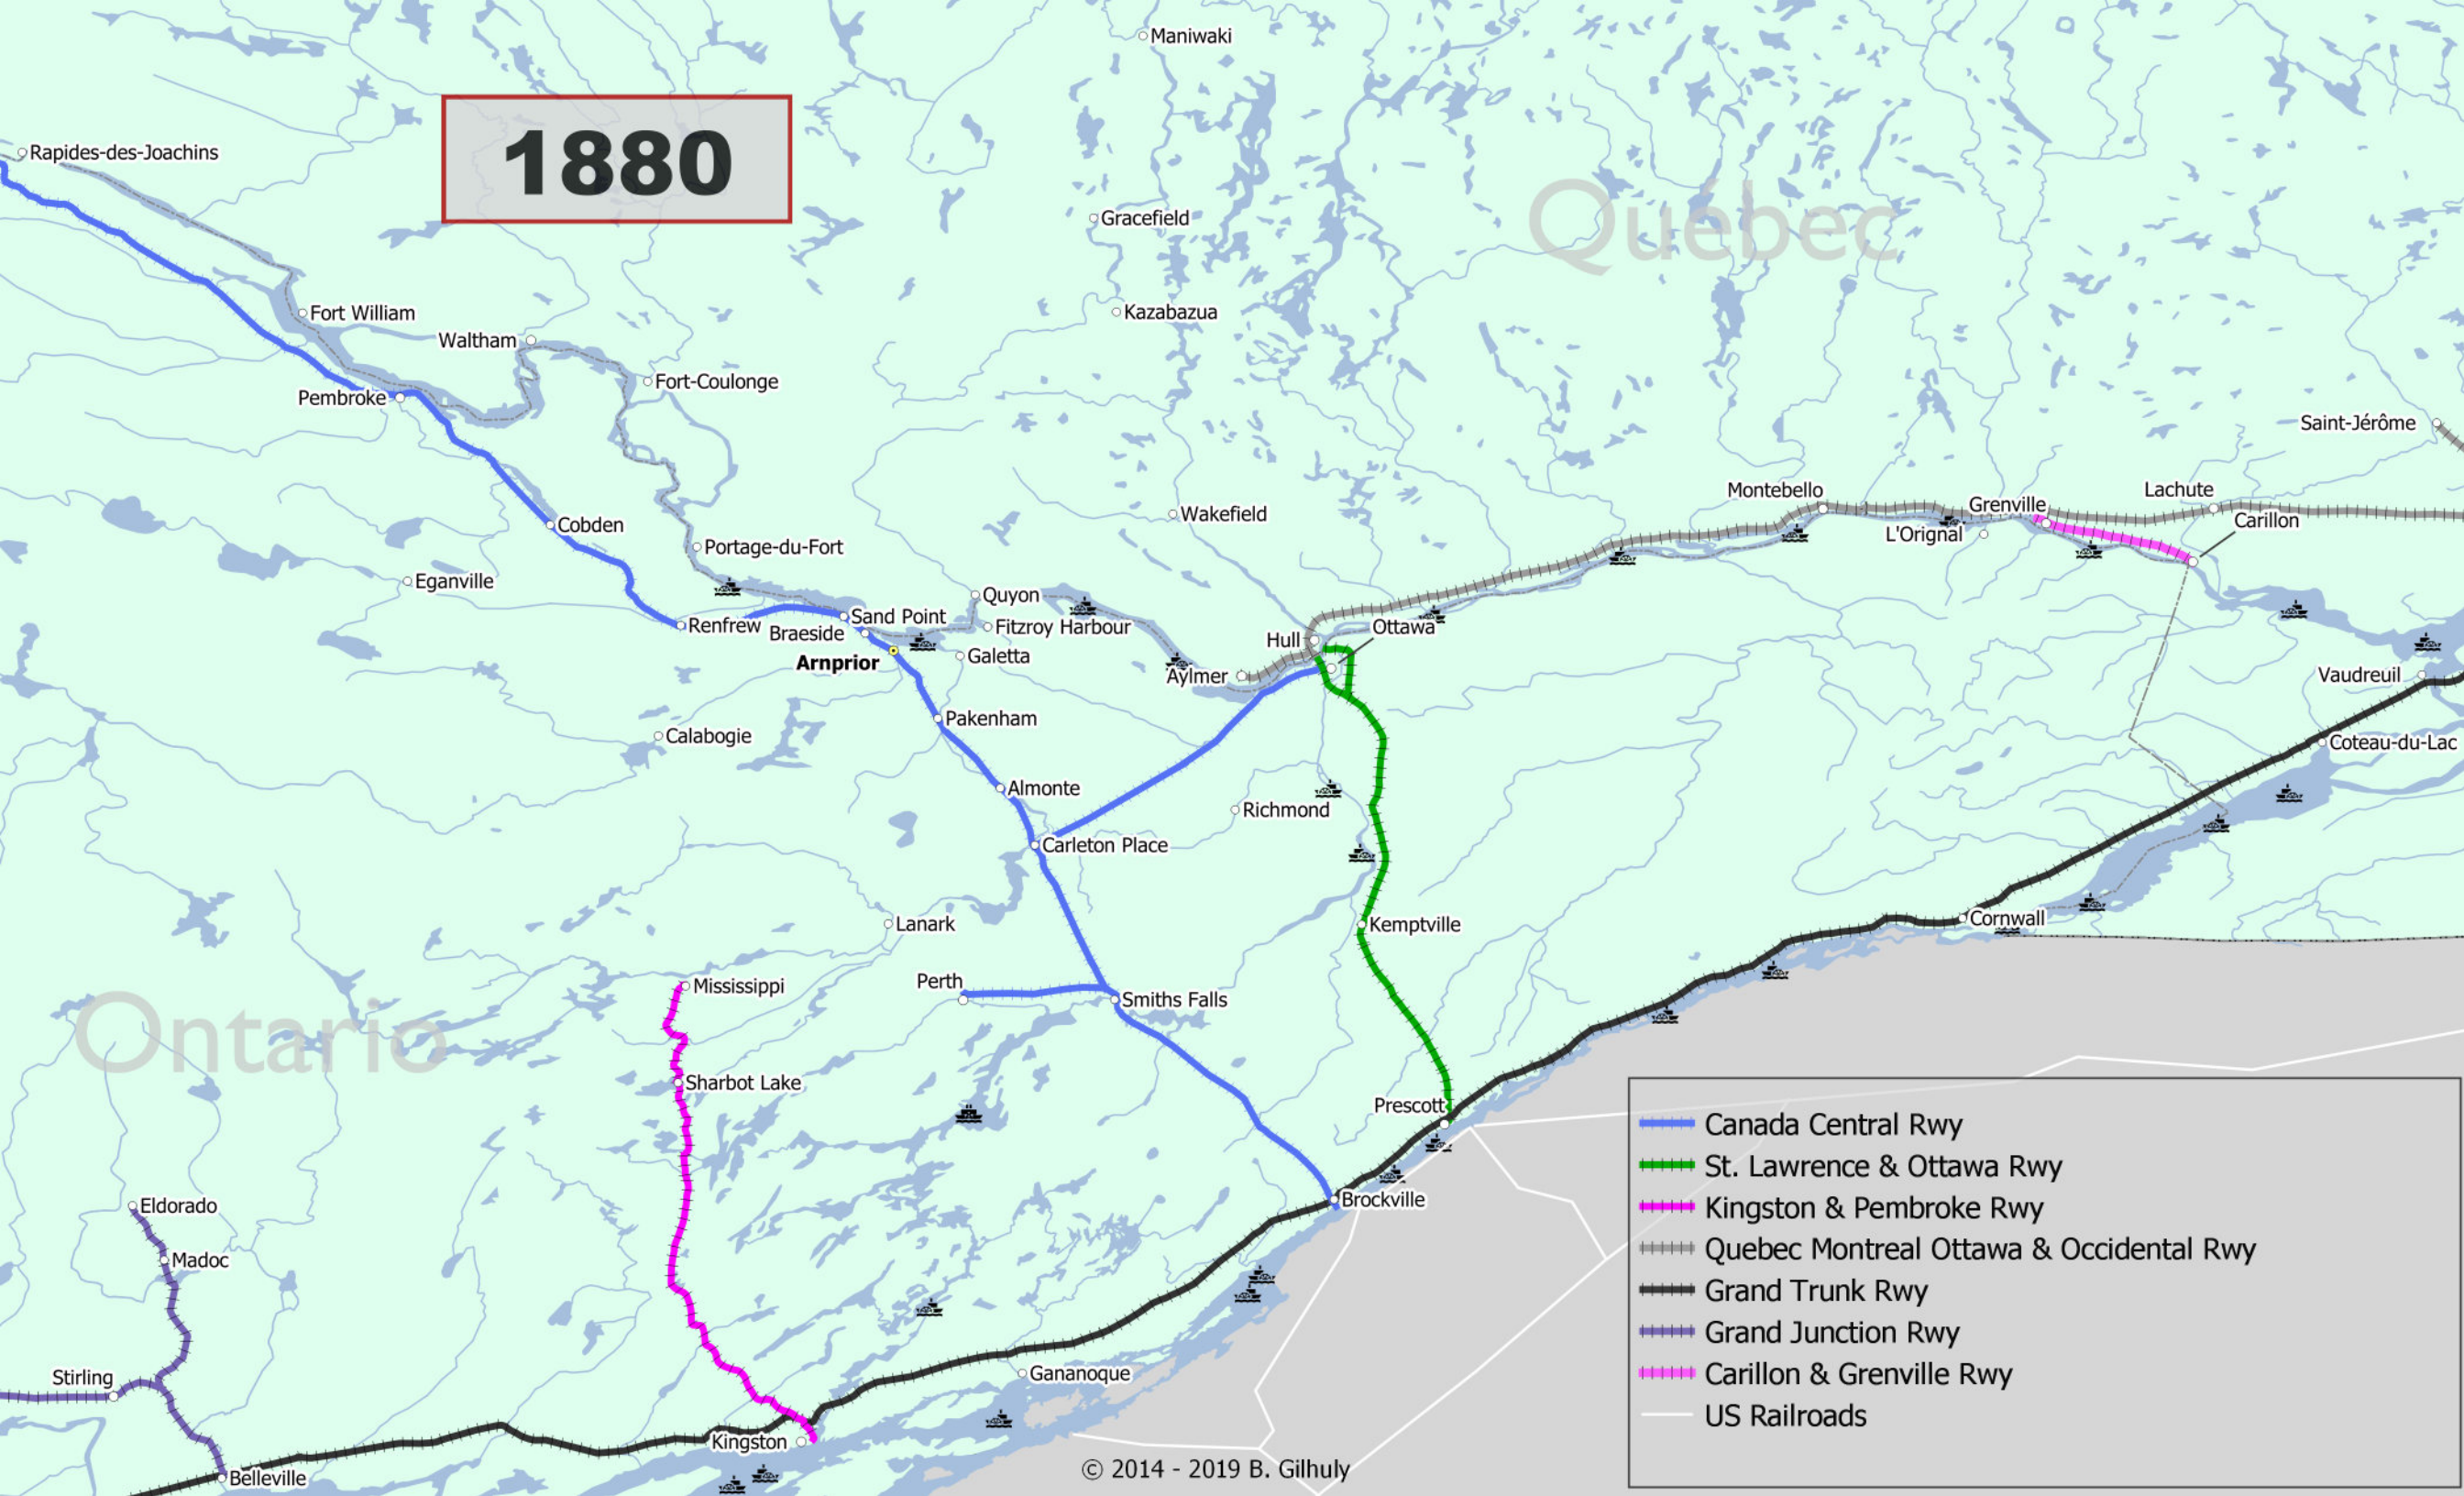 Maniwaki
1880
Rapides-des-Joachins
Gracefield
Québec
Fort William
Kazabazua
Waltham
Fort-Coulonge
Pembroke
Saint-Jérôme
Montebello
Lachute
Grenville
Wakefield
Carillon
Cobden
L'Orignal
Portage-du-Fort
Eganville
Quyon
Sand Point
Renfrew
Fitzroy Harbour
Braeside
Ottawa
Hull
Galetta
Arnprior
Aylmer
Vaudreuil
Pakenham
Calabogie
Coteau-du-Lac
Almonte
Richmond
Carleton Place
Cornwall
Lanark
Kemptville
Perth
Mississippi
Smiths Falls
Ontario
Sharbot Lake
Prescott
Brockville
Eldorado
Madoc
Gananoque
Stirling
Kingston
Belleville
Canada Central Rwy
St. Lawrence & Ottawa Rwy
Kingston & Pembroke Rwy
Quebec Montreal Ottawa & Occidental Rwy
Grand Trunk Rwy
Grand Junction Rwy
Carillon & Grenville Rwy
US Railroads
© 2014 - 2019 B. Gilhuly